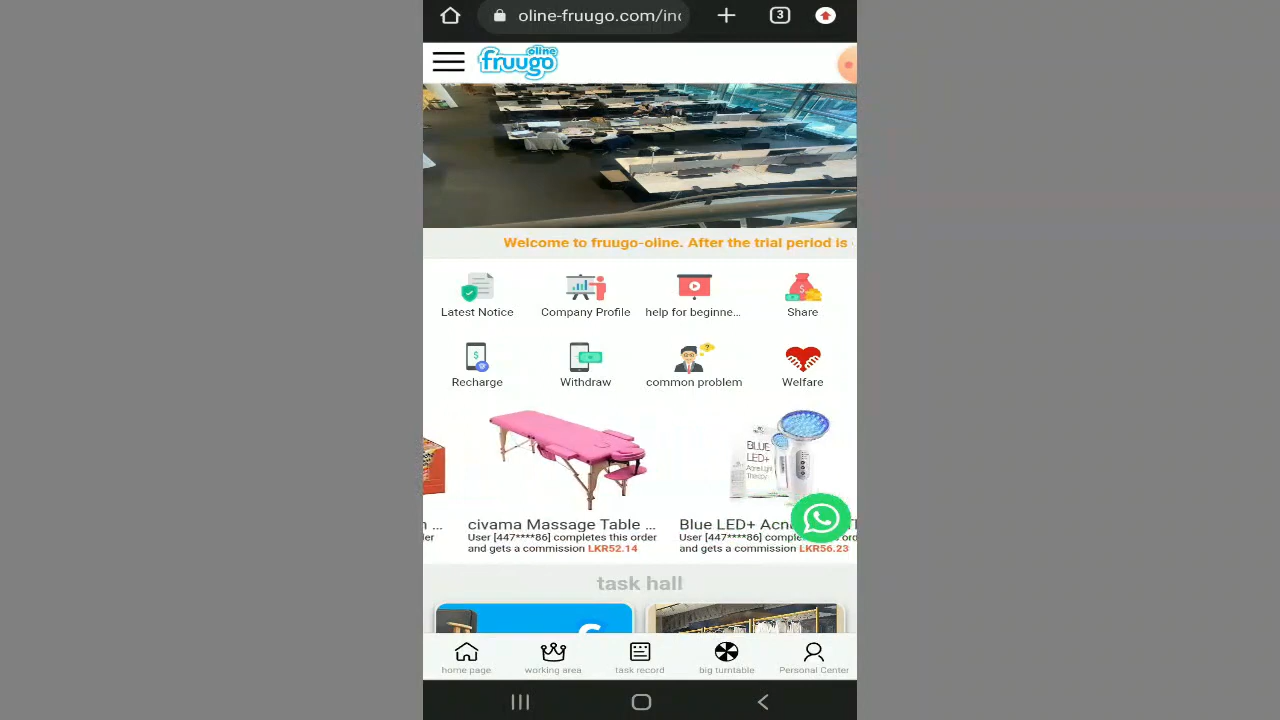 oline-fruugo.com/in
3
oline
fruugo
Welcome to fruugo-oline. After the trial period is
Latest Notice
Company Profile
help for beginne...
Share
Recharge
Withdraw
common problem
Welfare
BLUE
LED+
Acne Light
Therapy
...
civama Massage Table ...
Blue LED+ Acn
User [447****86] completes this order
and gets a commission LKR52.14
User [447****86] comple
and gets a commission LKR56.23
task hall
home page
working area
task record
big turntable
Personal Center